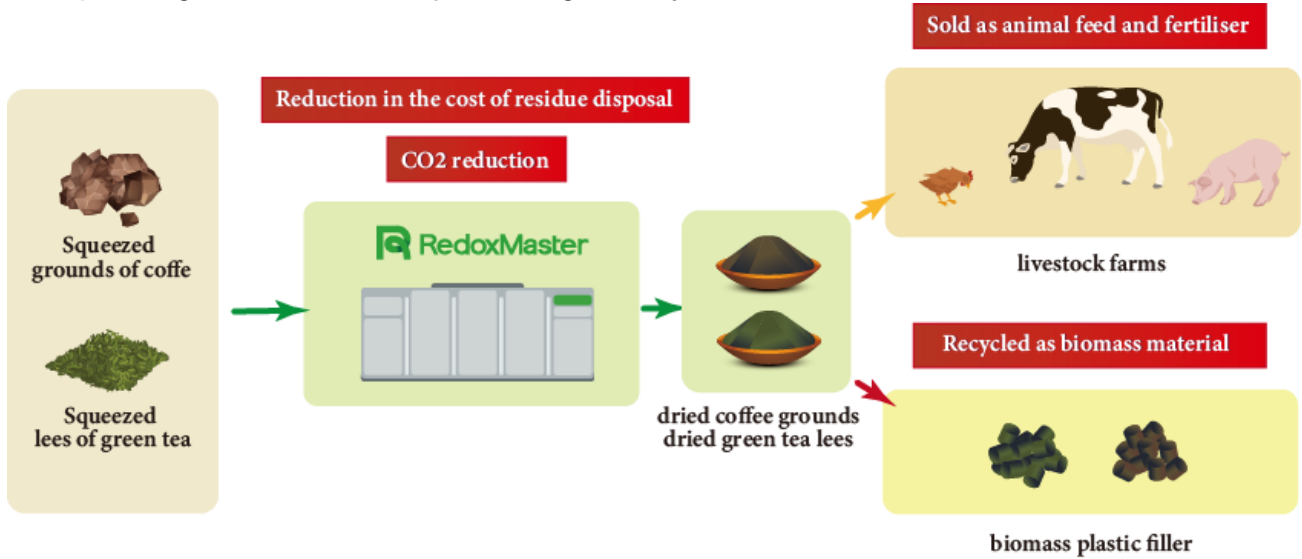 Sold as animal feed and fertiliser
Reduction in the cost of residue disposal
CO2 reduction
Squeezed
grounds of coffe
Squeezed
lees of green tea
RedoxMaster
dried coffee grounds
dried green tea lees
livestock farms
Recycled as biomass material
biomass plastic filler